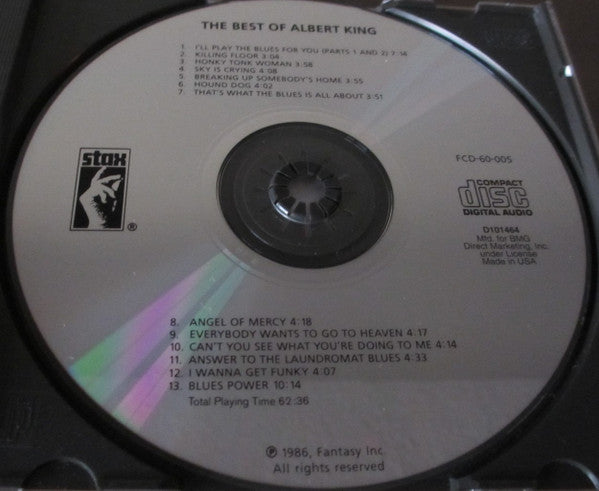 THE BEST OF ALBERT KING
1. I'LL PLAY THE BLUES FOR YOU (PARTS 1 AND 2) 7:14
2. KILLING FLOOR 3:04
3. HONKY TONK WOMAN 3:58
4. SKY IS CRYING 4:08
5. BREAKING UP SOMEBODY'S HOME 3:55
6. HOUND DOG 4:02
7. THAT'S WHAT THE BLUES IS ALL ABOUT 3:51
stax
®
FCD-60-005
COMPACT
disc
DIGITAL AUDIO
D101464
Mfd. for BMG
Direct Marketing, Inc.
under License
Made in USA
8. ANGEL OF MERCY 4:18
9. EVERYBODY WANTS TO GO TO HEAVEN 4:17
10. CAN'T YOU SEE WHAT YOU'RE DOING TO ME 4:14
11. ANSWER TO THE LAUNDROMAT BLUES 4:33
12. I WANNA GET FUNKY 4:07
13. BLUES POWER 10:14
Total Playing Time 62:36
℗ 1986, Fantasy Inc.
All rights reserved